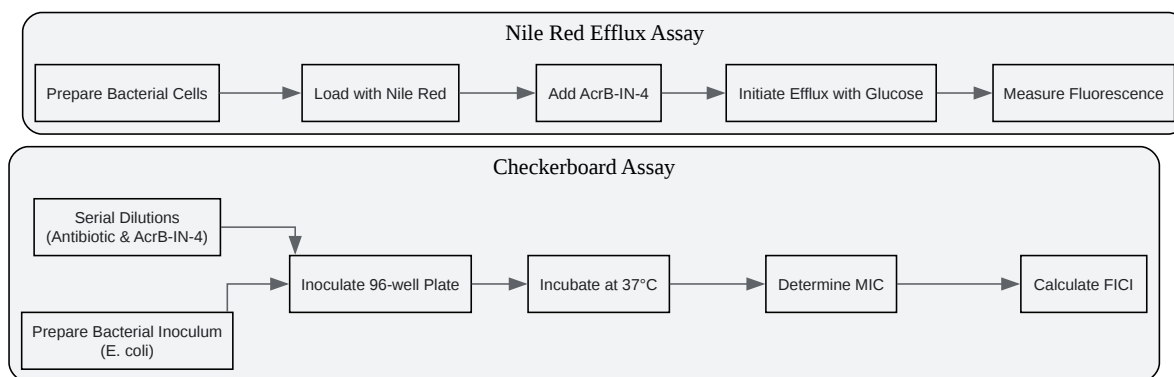 Nile Red Efflux Assay
Prepare Bacterial Cells
Load with Nile Red
Add AcrB-IN-4
Initiate Efflux with Glucose
Measure Fluorescence
Checkerboard Assay
Serial Dilutions
(Antibiotic & AcrB-IN-4)
Prepare Bacterial Inoculum
(E. coli)
Inoculate 96-well Plate
Incubate at 37°C
Determine MIC
Calculate FICI